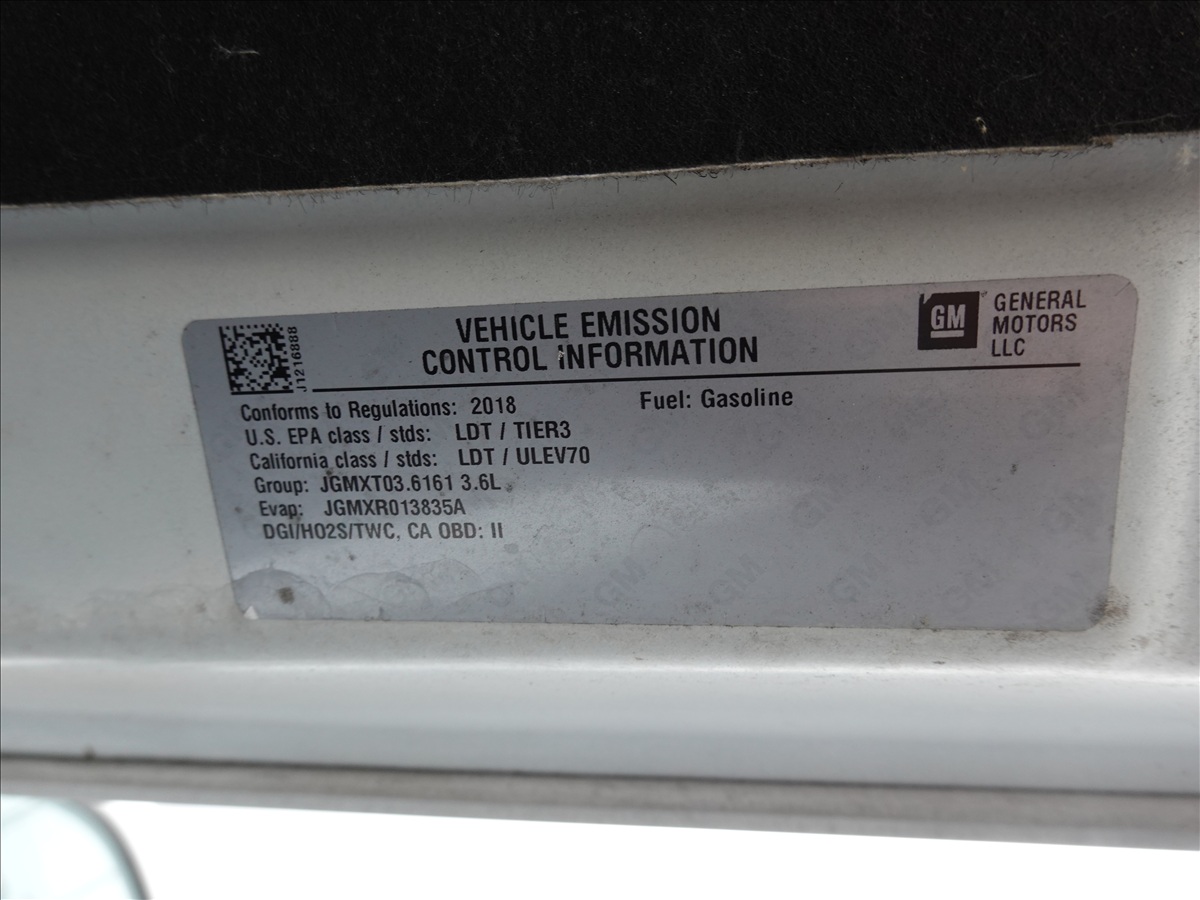 J1216888
VEHICLE EMISSION
CONTROL INFORMATION
GM
GENERAL
MOTORS
LLC
Conforms to Regulations: 2018
Fuel: Gasoline
U.S. EPA class / stds: LDT / TIER3
California class / stds: LDT / ULEV70
Group: JGMXT03.6161 3.6L
Evap: JGMXR013835A
DGI/HO2S/TWC, CA OBD: II